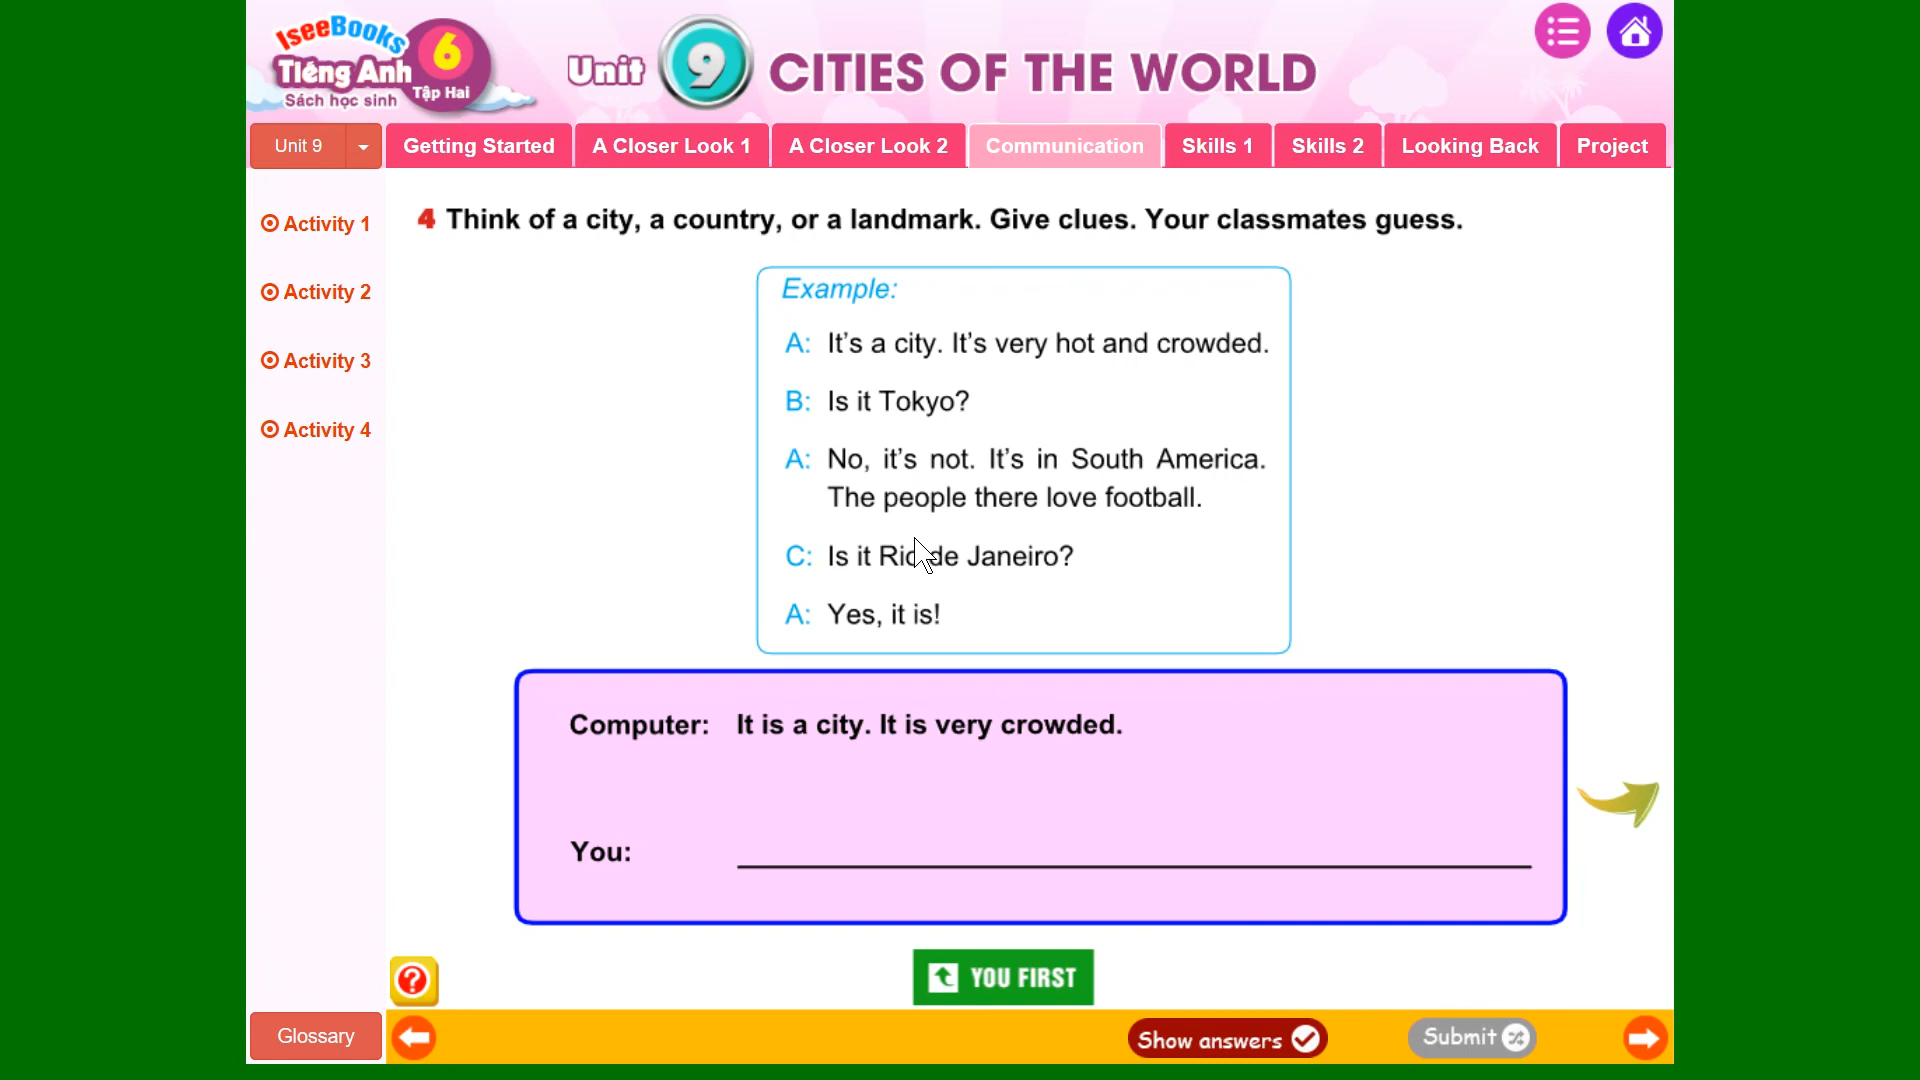 IseeBooks
Tiếng Anh 6
Sách học sinh Tập Hai
Unit 9 CITIES OF THE WORLD
Unit 9
Getting Started
A Closer Look 1
A Closer Look 2
Communication
Skills 1
Skills 2
Looking Back
Project
Activity 1
Activity 2
Activity 3
Activity 4
4 Think of a city, a country, or a landmark. Give clues. Your classmates guess.
Example:
A: It's a city. It's very hot and crowded.
B: Is it Tokyo?
A: No, it's not. It's in South America.
The people there love football.
C: Is it Rio de Janeiro?
A: Yes, it is!
Computer: It is a city. It is very crowded.
You:
?
YOU FIRST
Glossary
Show answers
Submit